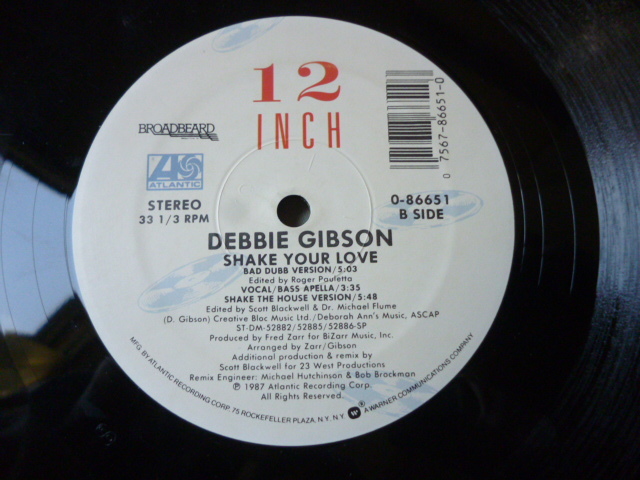 12
INCH
BROADBEARD
ATLANTIC
STEREO
33 1/3 RPM
0 7567-86651-0
0-86651
B SIDE
DEBBIE GIBSON
SHAKE YOUR LOVE
BAD DUBB VERSION/5:03
Edited by Roger Pauletta
VOCAL/BASS APELLA/3:35
SHAKE THE HOUSE VERSION/5:48
Edited by Scott Blackwell & Dr. Michael Flume
(D. Gibson) Creative Bloc Music Ltd./Deborah Ann's Music, ASCAP
ST-DM-52882/52885/52886-SP
Produced by Fred Zarr for BiZarr Music, Inc.
Arranged by Zarr/Gibson
Additional production & remix by
Scott Blackwell for 23 West Productions
Remix Engineer: Michael Hutchinson & Bob Brockman
℗ 1987 Atlantic Recording Corp.
All Rights Reserved.
MFG. BY ATLANTIC RECORDING CORP. 75 ROCKEFELLER PLAZA, N.Y. N.Y. A WARNER COMMUNICATIONS COMPANY